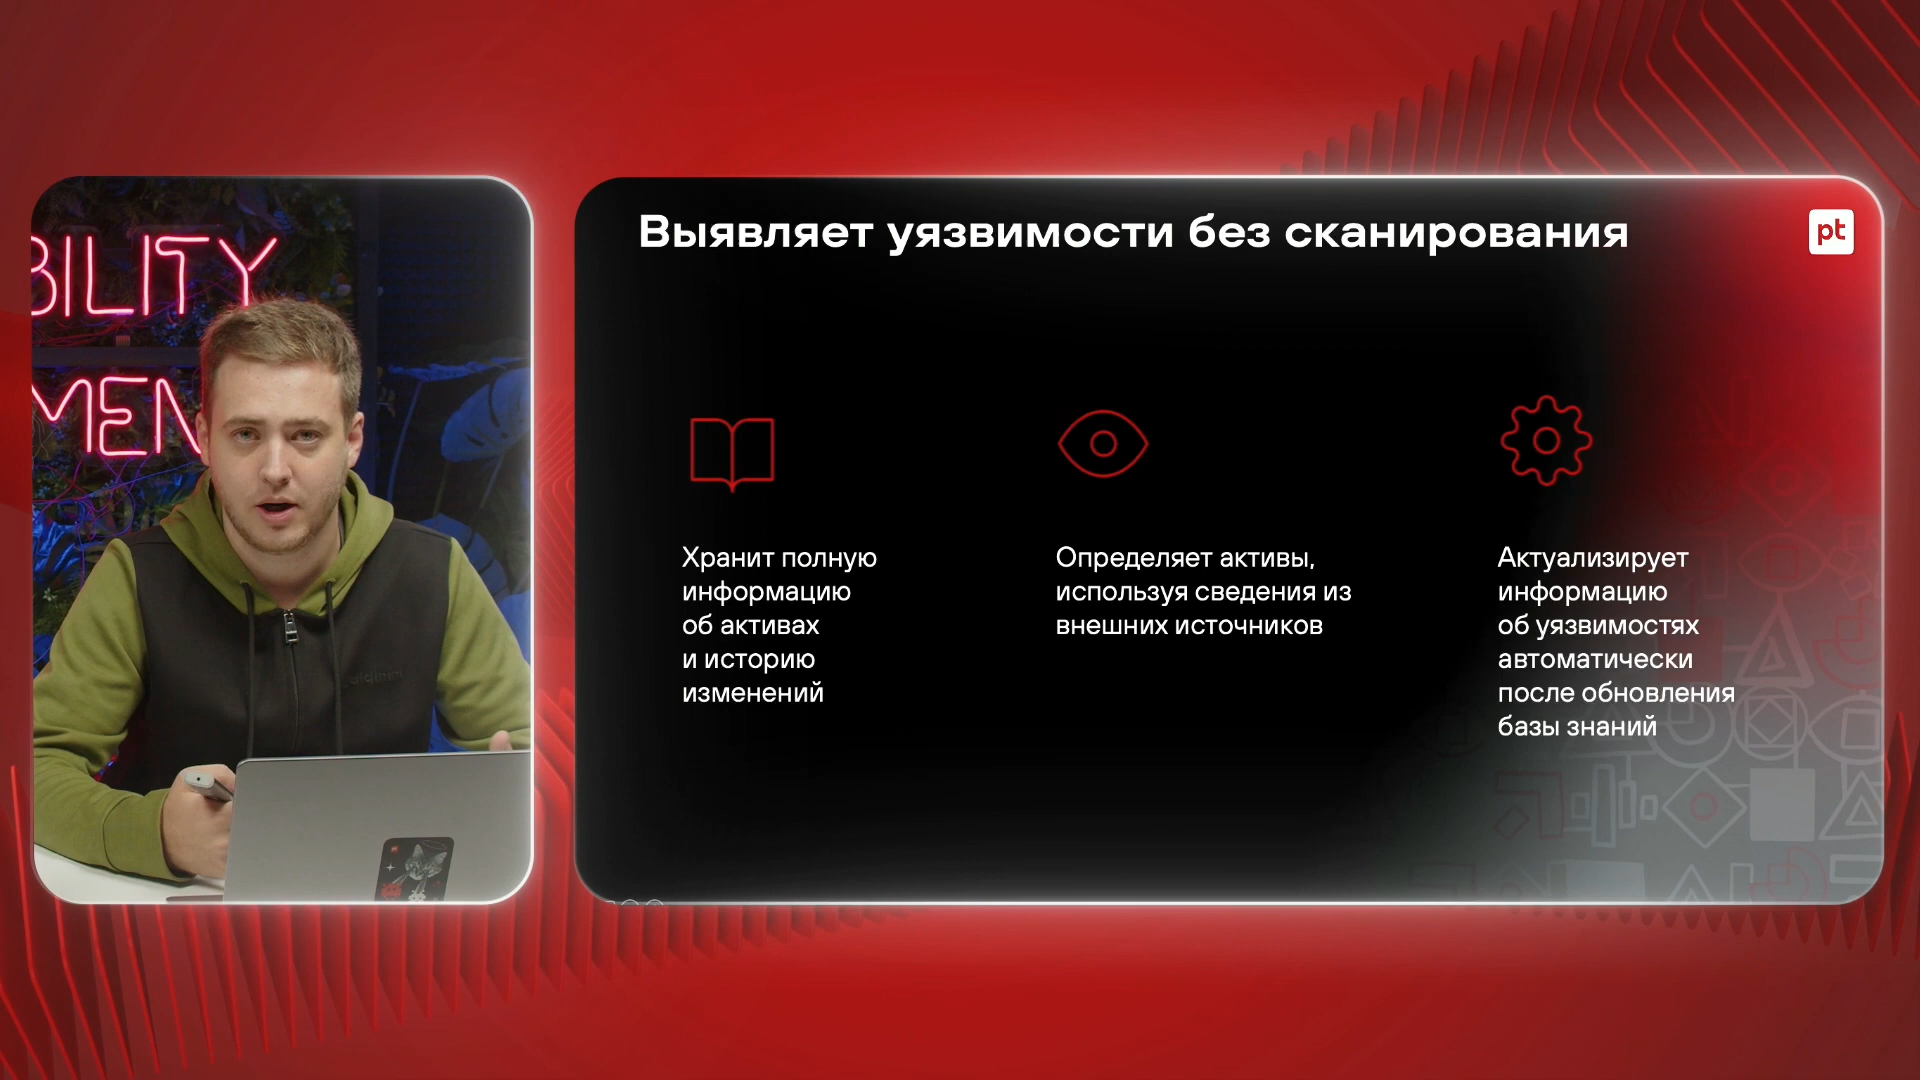 BILITY
MEN
Выявляет уязвимости без сканирования
pt
Хранит полную
информацию
об активах
и историю
изменений
Определяет активы,
используя сведения из
внешних источников
Актуализирует
информацию
об уязвимостях
автоматически
после обновления
базы знаний